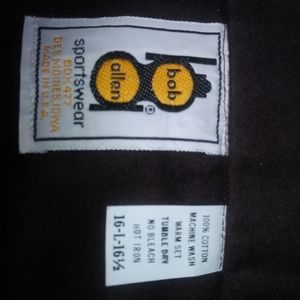 bob
allen
®
sportswear
BOX 477
DES MOINES, IOWA
MADE IN U.S.A.
100% COTTON
MACHINE WASH
WARM SET
TUMBLE DRY
NO BLEACH
HOT IRON
16-L-16½